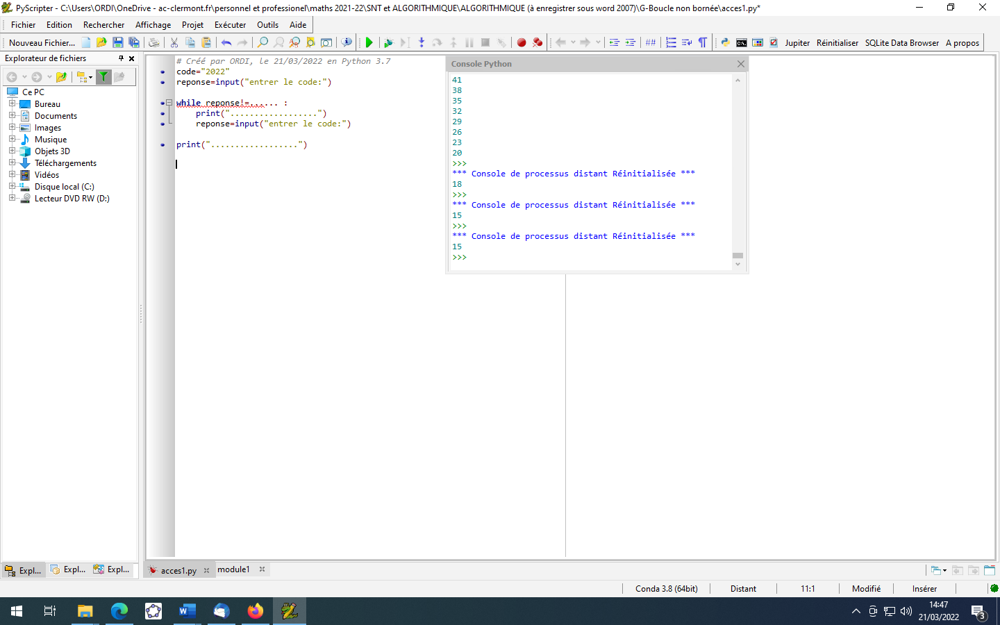 PyScripter - C:\Users\ORDI\OneDrive - ac-clermont.fr\personnel et professionel\maths 2021-22\SNT et ALGORITHMIQUE\ALGORITHMIQUE (à enregistrer sous word 2007)\G-Boucle non bornée\acces1.py*
Fichier Edition Rechercher Affichage Projet Exécuter Outils Aide
Nouveau Fichier... ## Jupiter Réinitialiser SQLite Data Browser A propos
Explorateur de fichiers
Ce PC
Bureau
Documents
Images
Musique
Objets 3D
Téléchargements
Vidéos
Disque local (C:)
Lecteur DVD RW (D:)
Expl... Expl... Expl...
# Créé par ORDI, le 21/03/2022 en Python 3.7
code="2022"
reponse=input("entrer le code:")
while reponse!=...... :
print("..................")
reponse=input("entrer le code:")
print("..................")
Console Python
41
38
35
32
29
26
23
20
>>>
*** Console de processus distant Réinitialisée ***
18
>>>
*** Console de processus distant Réinitialisée ***
15
>>>
*** Console de processus distant Réinitialisée ***
15
>>>
acces1.py module1
Conda 3.8 (64bit) Distant 11:1 Modifié Insérer
14:47
21/03/2022
3